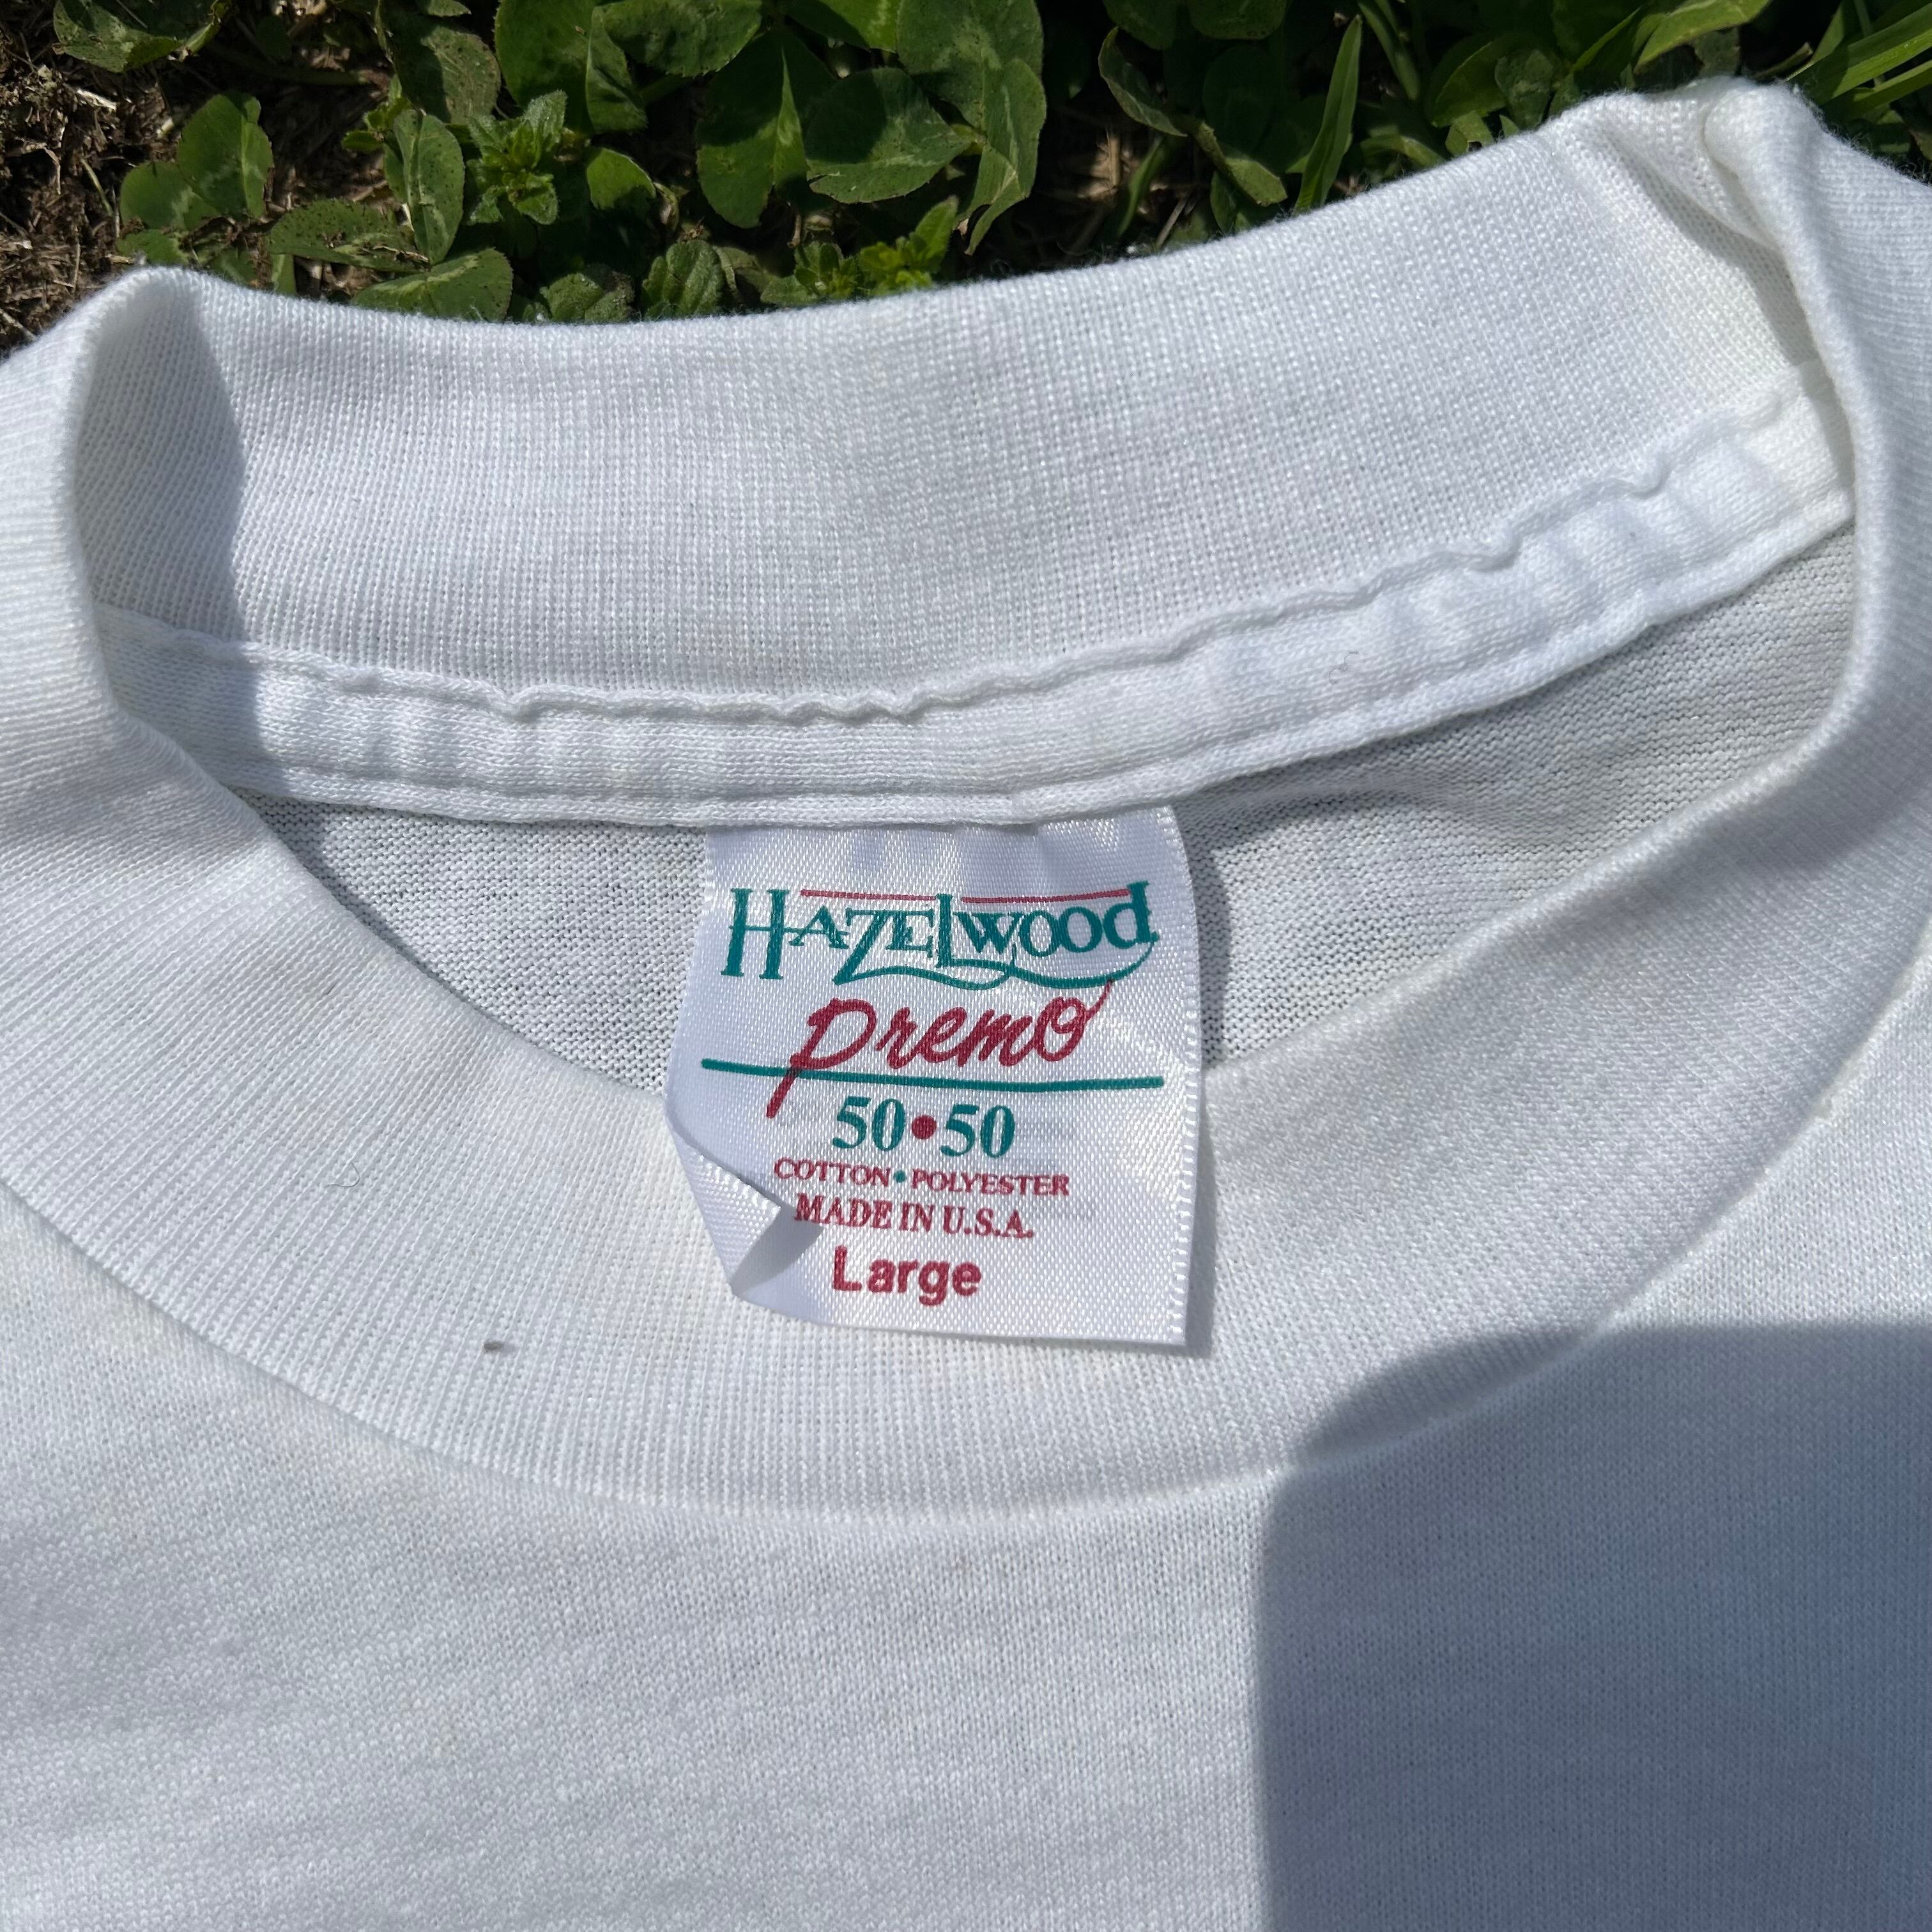 HAZELwood
Premo
50•50
COTTON•POLYESTER
MADE IN U.S.A.
Large